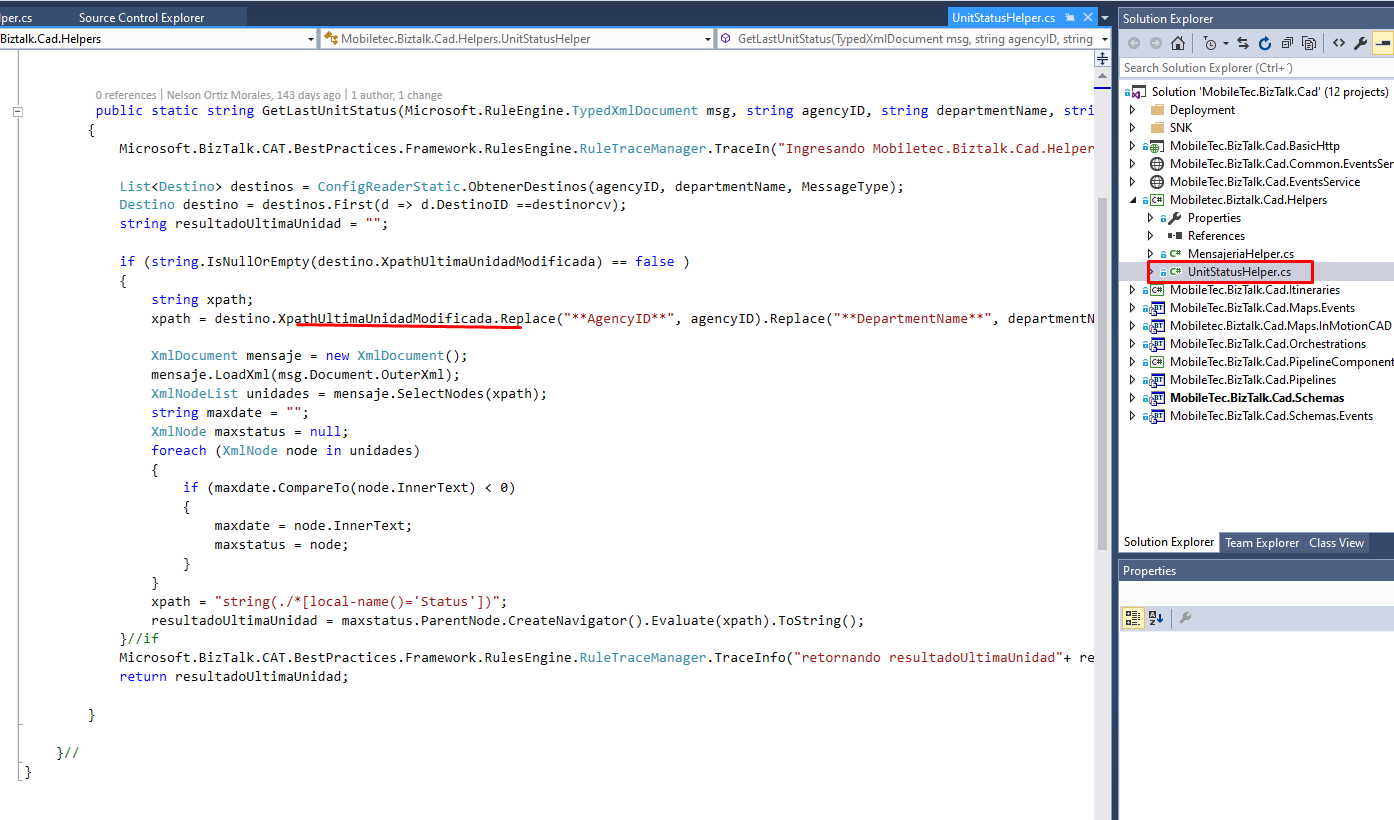 lper.cs Source Control Explorer UnitStatusHelper.cs
Biztalk.Cad.Helpers Mobiletec.Biztalk.Cad.Helpers.UnitStatusHelper GetLastUnitStatus(TypedXmlDocument msg, string agencyID, string
0 references | Nelson Ortiz Morales, 143 days ago | 1 author, 1 change
public static string GetLastUnitStatus(Microsoft.RuleEngine.TypedXmlDocument msg, string agencyID, string departmentName, stri
{
Microsoft.BizTalk.CAT.BestPractices.Framework.RulesEngine.RuleTraceManager.TraceIn("Ingresando Mobiletec.Biztalk.Cad.Helper
List<Destino> destinos = ConfigReaderStatic.ObtenerDestinos(agencyID, departmentName, MessageType);
Destino destino = destinos.First(d => d.DestinoID ==destinorcv);
string resultadoUltimaUnidad = "";
if (string.IsNullOrEmpty(destino.XpathUltimaUnidadModificada) == false )
{
string xpath;
xpath = destino.XpathUltimaUnidadModificada.Replace("**AgencyID**", agencyID).Replace("**DepartmentName**", departmentN
XmlDocument mensaje = new XmlDocument();
mensaje.LoadXml(msg.Document.OuterXml);
XmlNodeList unidades = mensaje.SelectNodes(xpath);
string maxdate = "";
XmlNode maxstatus = null;
foreach (XmlNode node in unidades)
{
if (maxdate.CompareTo(node.InnerText) < 0)
{
maxdate = node.InnerText;
maxstatus = node;
}
}
xpath = "string(./*[local-name()='Status'])";
resultadoUltimaUnidad = maxstatus.ParentNode.CreateNavigator().Evaluate(xpath).ToString();
}//if
Microsoft.BizTalk.CAT.BestPractices.Framework.RulesEngine.RuleTraceManager.TraceInfo("retornando resultadoUltimaUnidad"+ re
return resultadoUltimaUnidad;
}
}//
}
Solution Explorer
Search Solution Explorer (Ctrl+´)
Solution 'MobileTec.BizTalk.Cad' (12 projects)
Deployment
SNK
MobileTec.BizTalk.Cad.BasicHttp
MobileTec.BizTalk.Cad.Common.EventsSer
MobileTec.BizTalk.Cad.EventsService
Mobiletec.Biztalk.Cad.Helpers
Properties
References
MensajeriaHelper.cs
UnitStatusHelper.cs
MobileTec.BizTalk.Cad.Itineraries
MobileTec.BizTalk.Cad.Maps.Events
Mobiletec.Biztalk.Cad.Maps.InMotionCAD
MobileTec.BizTalk.Cad.Orchestrations
MobileTec.BizTalk.Cad.PipelineComponent
MobileTec.BizTalk.Cad.Pipelines
MobileTec.BizTalk.Cad.Schemas
MobileTec.BizTalk.Cad.Schemas.Events
Solution Explorer Team Explorer Class View
Properties